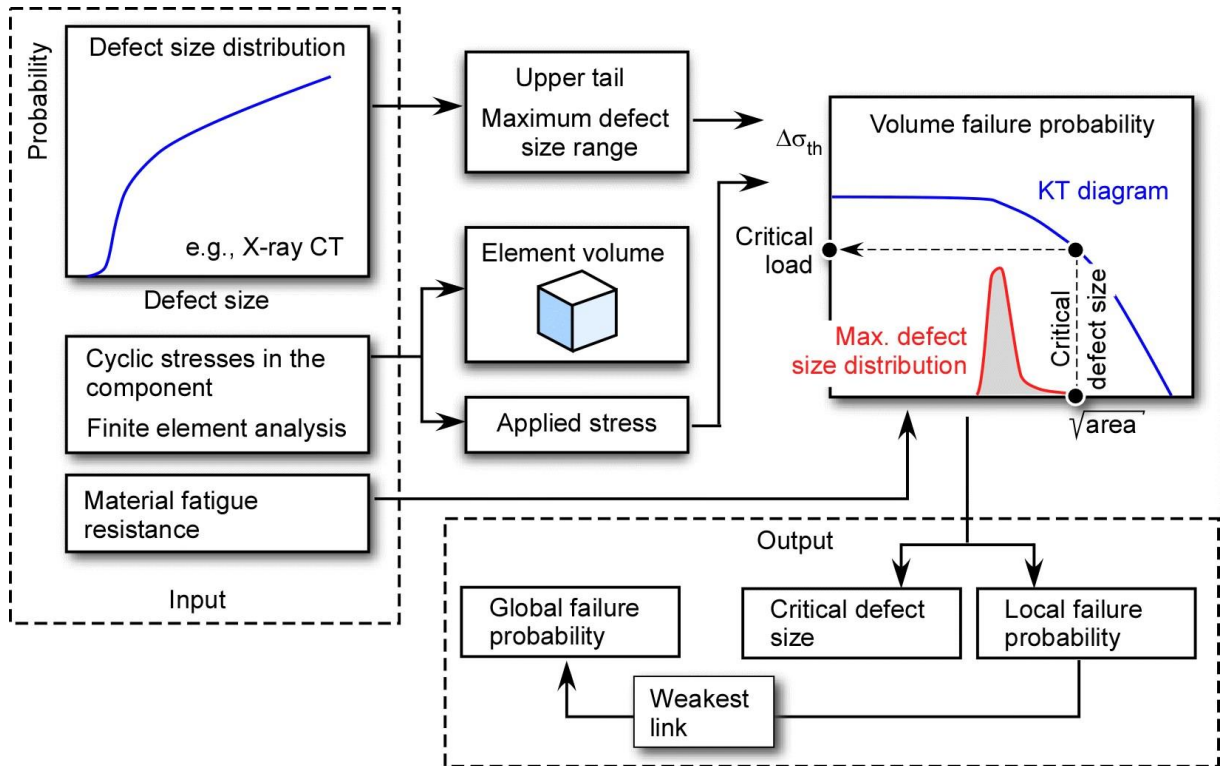 Probability
Defect size distribution
e.g., X-ray CT
Defect size
Cyclic stresses in the
component
Finite element analysis
Material fatigue
resistance
Input
Upper tail
Maximum defect
size range
Element volume
Applied stress
Δσth
Volume failure probability
KT diagram
Critical
load
Max. defect
size distribution
Critical
defect size
√area
Output
Global failure
probability
Critical defect
size
Local failure
probability
Weakest
link